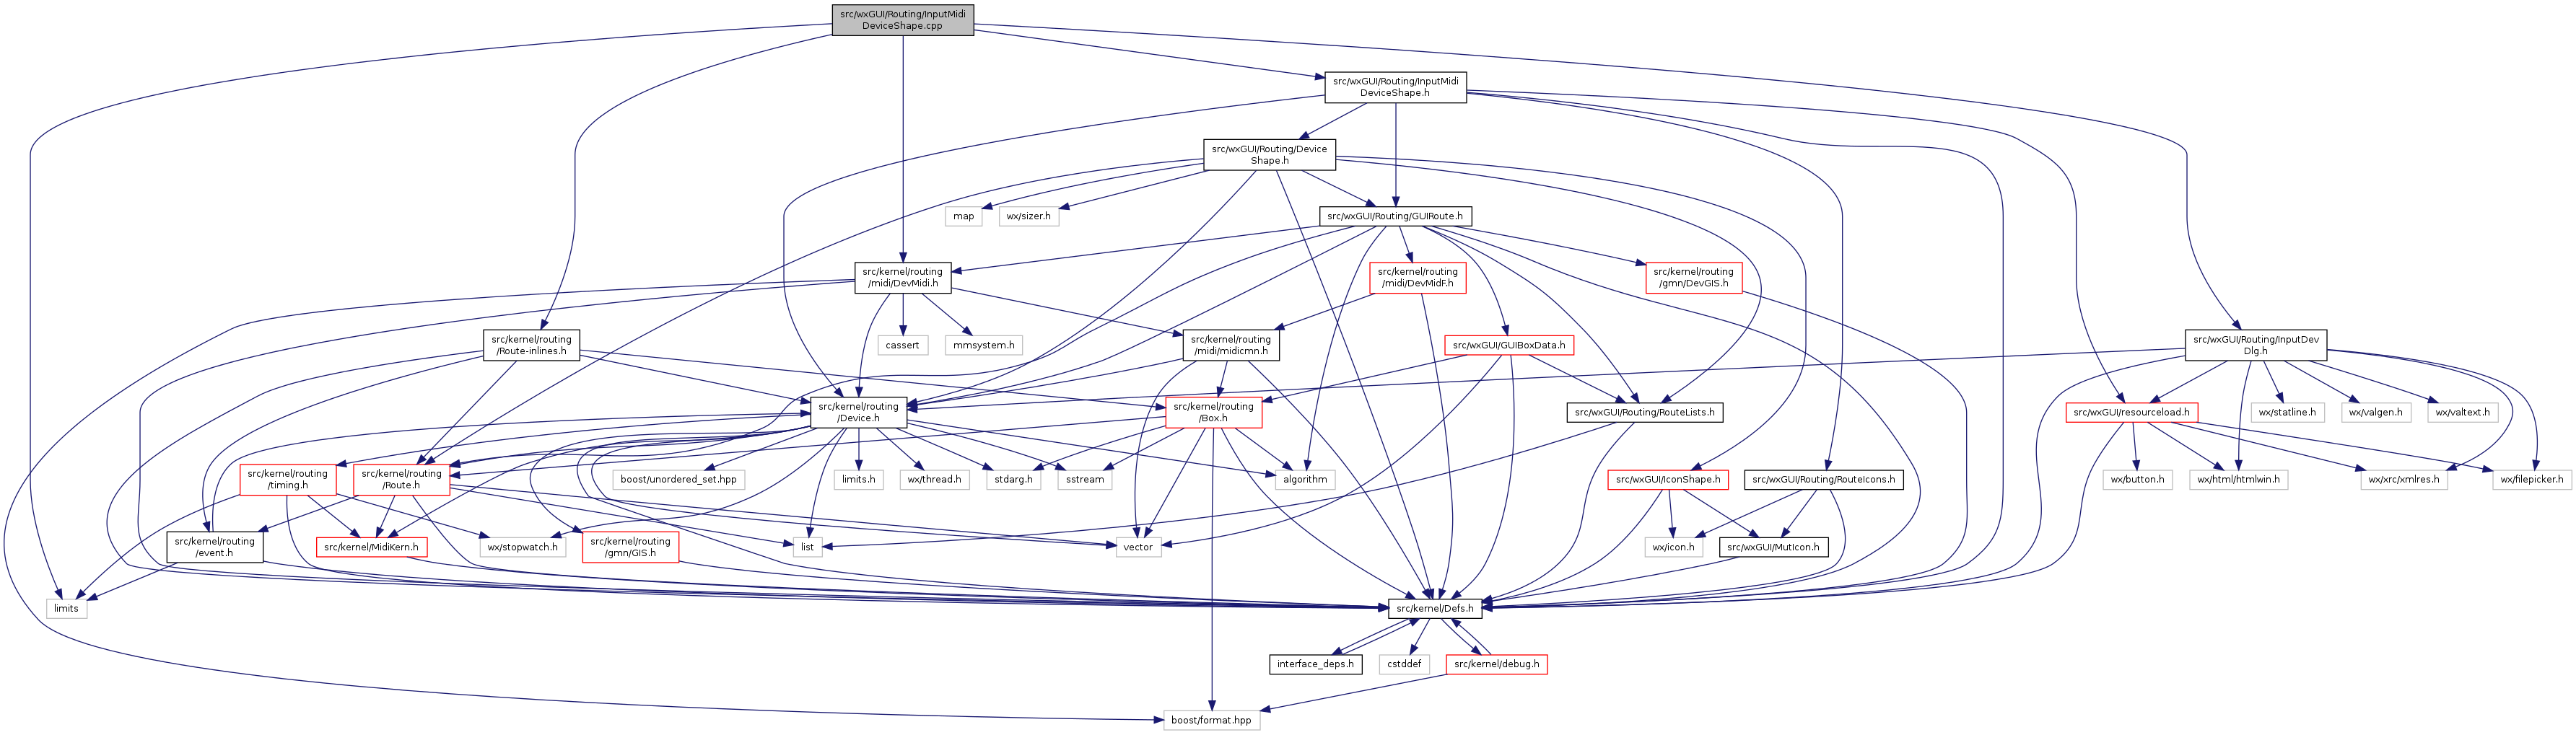 src/wxGUI/Routing/InputMidi
DeviceShape.cpp
src/wxGUI/Routing/InputMidi
DeviceShape.h
src/wxGUI/Routing/Device
Shape.h
map
wx/sizer.h
src/wxGUI/Routing/GUIRoute.h
src/kernel/routing
/midi/DevMidi.h
src/kernel/routing
/midi/DevMidF.h
src/kernel/routing
/gmn/DevGIS.h
src/kernel/routing
/Route-inlines.h
cassert
mmsystem.h
src/kernel/routing
/midi/midicmn.h
src/wxGUI/GUIBoxData.h
src/wxGUI/Routing/InputDev
Dlg.h
src/kernel/routing
/Device.h
src/kernel/routing
/Box.h
src/wxGUI/Routing/RouteLists.h
src/wxGUI/resourceload.h
wx/statline.h
wx/valgen.h
wx/valtext.h
src/kernel/routing
/timing.h
src/kernel/routing
/Route.h
boost/unordered_set.hpp
limits.h
wx/thread.h
stdarg.h
sstream
algorithm
src/wxGUI/IconShape.h
src/wxGUI/Routing/RouteIcons.h
wx/button.h
wx/html/htmlwin.h
wx/xrc/xmlres.h
wx/filepicker.h
src/kernel/routing
/event.h
src/kernel/MidiKern.h
wx/stopwatch.h
src/kernel/routing
/gmn/GIS.h
list
vector
wx/icon.h
src/wxGUI/MutIcon.h
limits
src/kernel/Defs.h
interface_deps.h
cstddef
src/kernel/debug.h
boost/format.hpp